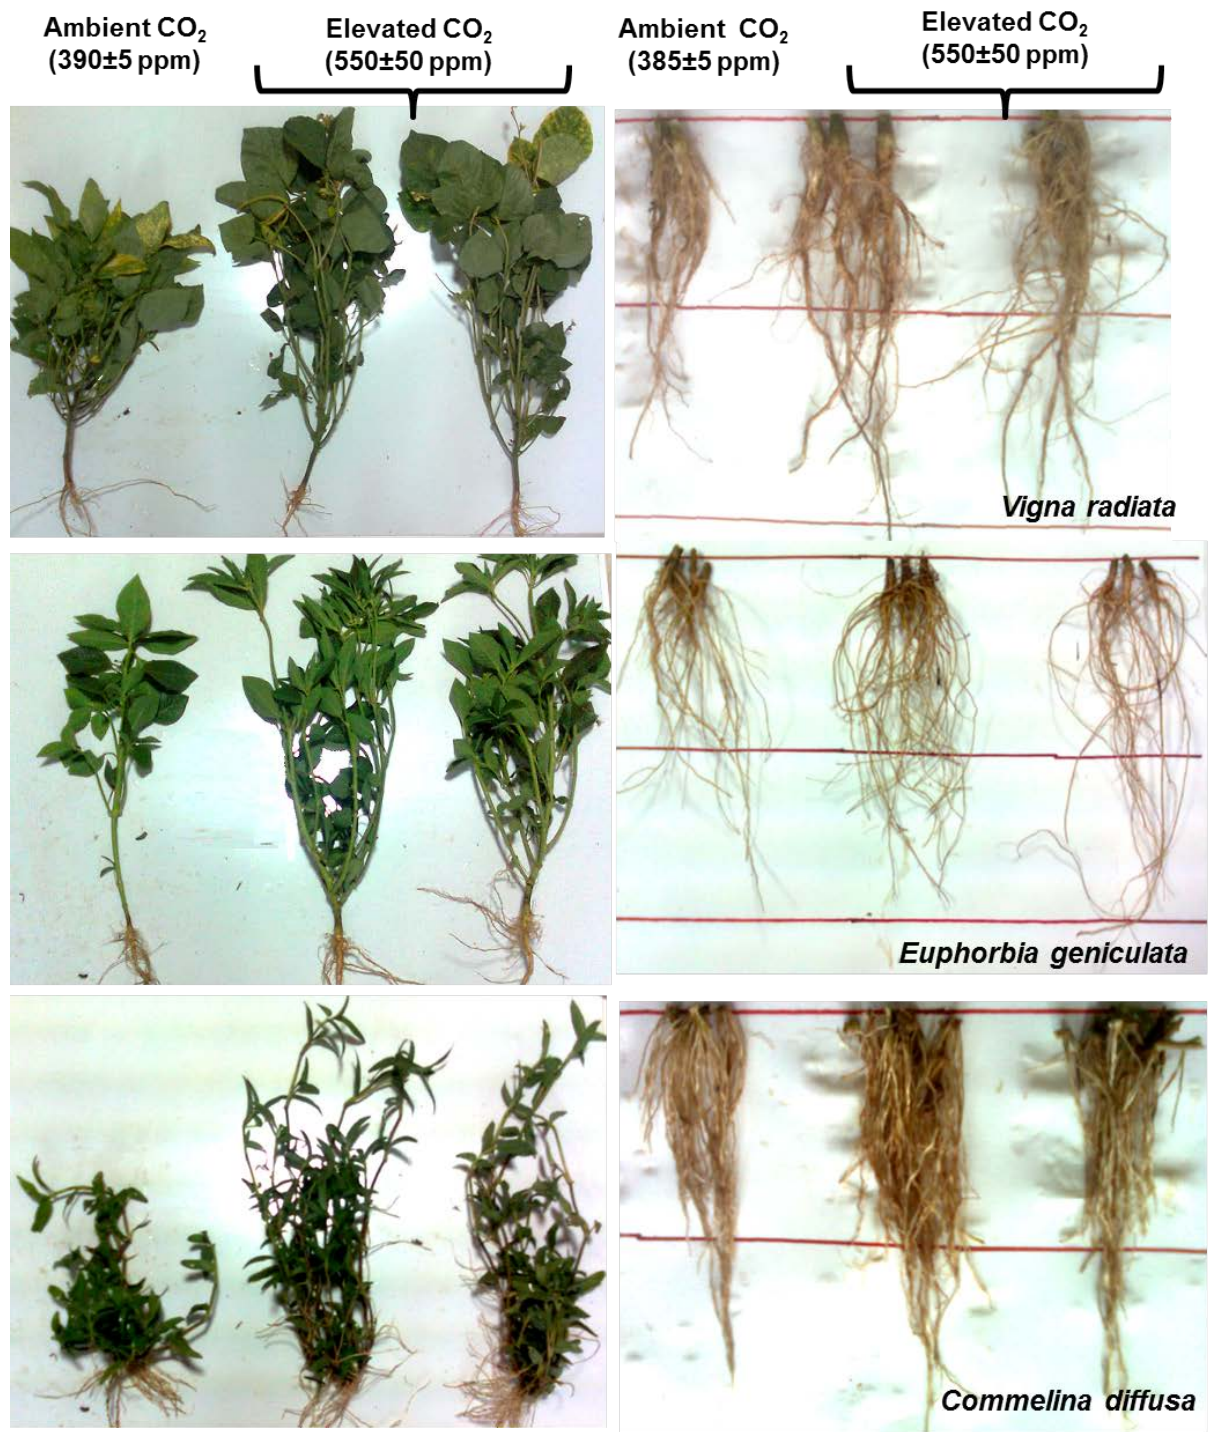 Ambient CO₂
(390±5 ppm)
Elevated CO₂
(550±50 ppm)
Ambient CO₂
(385±5 ppm)
Elevated CO₂
(550±50 ppm)
Vigna radiata
Euphorbia geniculata
Commelina diffusa